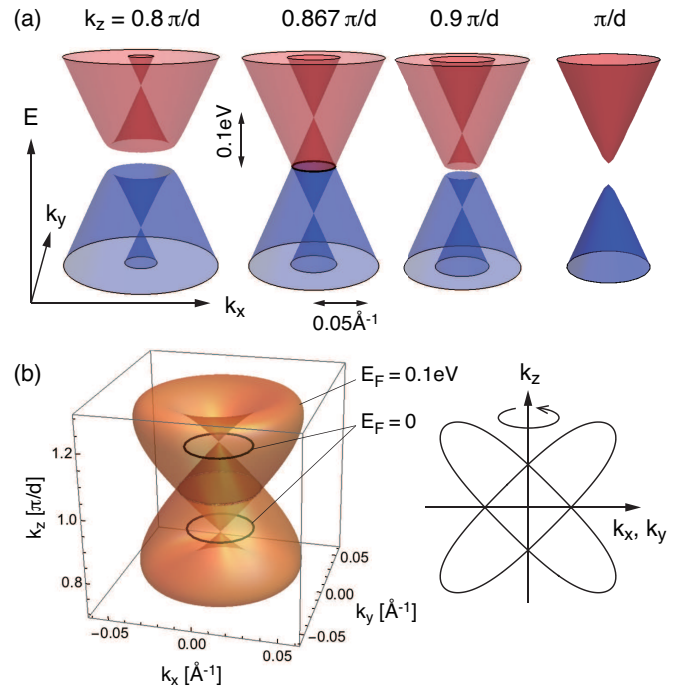 (a)
k_z = 0.8 π/d
0.867 π/d
0.9 π/d
π/d
E
k_y
k_x
0.1eV
0.05Å⁻¹
(b)
E_F = 0.1eV
E_F = 0
k_z [π/d]
1.2
1.0
0.8
−0.05
0.00
0.05
k_x [Å⁻¹]
0.05
0.00
−0.05
k_y [Å⁻¹]
k_z
k_x, k_y